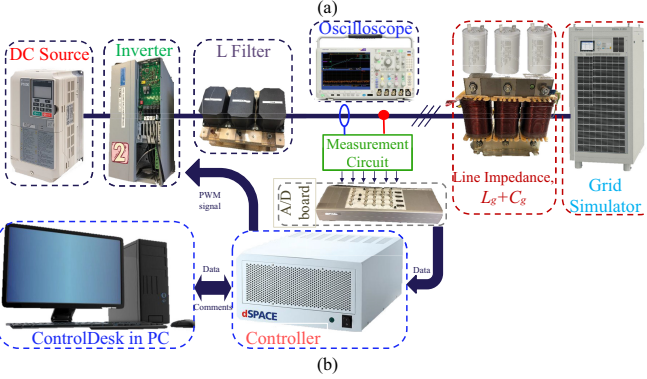 (a)
DC Source
Inverter
L Filter
Oscilloscope
Measurement
Circuit
Line Impedance,
Lg+Cg
Grid
Simulator
A/D
board
PWM
signal
2
Data
Comments
Data
dSPACE
ControlDesk in PC
Controller
(b)